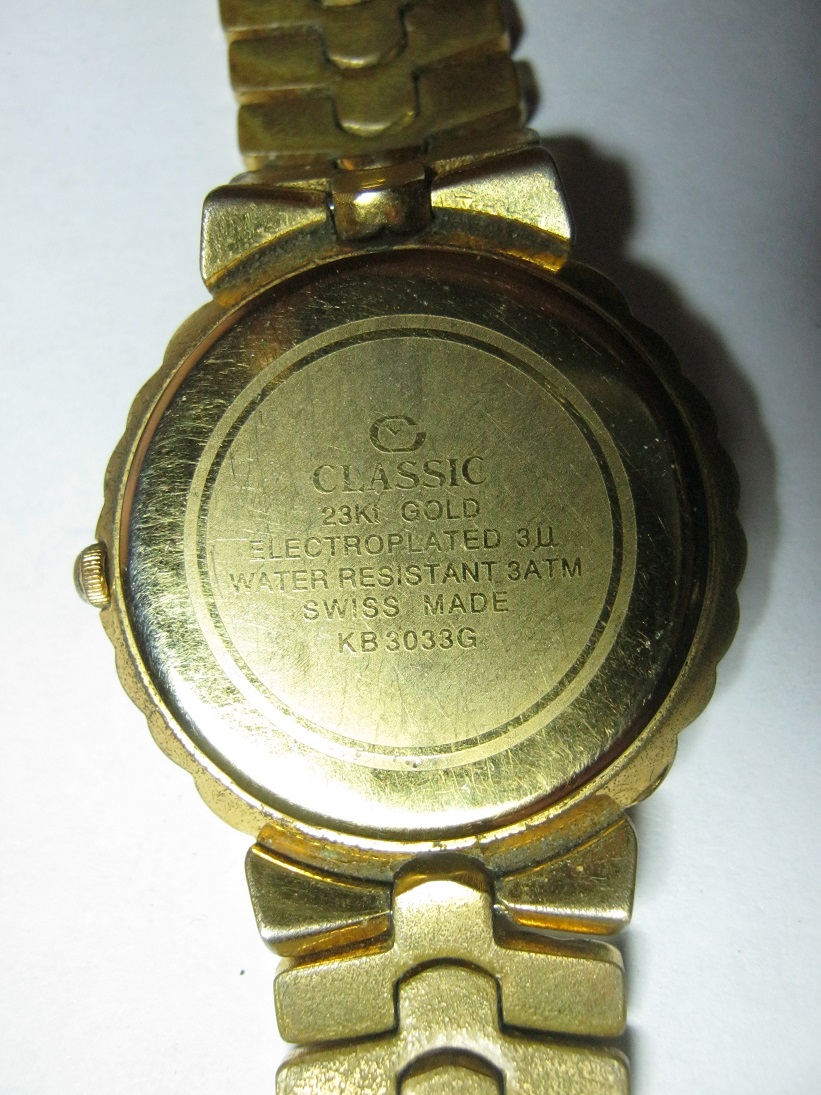 CLASSIC
23Kt GOLD
ELECTROPLATED 3µ
WATER RESISTANT 3ATM
SWISS MADE
KB3033G